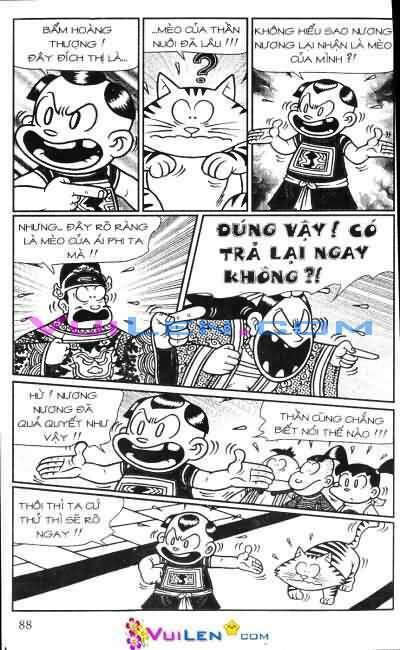 BẨM HOÀNG
THƯỢNG !
ĐÂY ĐÍCH THỊ LÀ...
...MÈO CỦA THẦN
NUÔI ĐÃ LÂU !!!
?
KHÔNG HIỂU SAO NƯƠNG
NƯƠNG LẠI NHẬN LÀ MÈO
CỦA MÌNH ?!
NHƯNG... ĐÂY RÕ RÀNG
LÀ MÈO CỦA ÁI PHI TA
MÀ !!
ĐÚNG VẬY ! CÓ
TRẢ LẠI NGAY
KHÔNG ?!
VUILEN.COM
HỪ ! NƯƠNG
NƯƠNG ĐÃ
QUẢ QUYẾT NHƯ
VẬY !!
THẦN CŨNG CHẲNG
BIẾT NÓI THẾ NÀO !!!
THÔI THÌ TA CỨ
THỬ THÌ SẼ RÕ
NGAY !!
88
VUILEN.COM